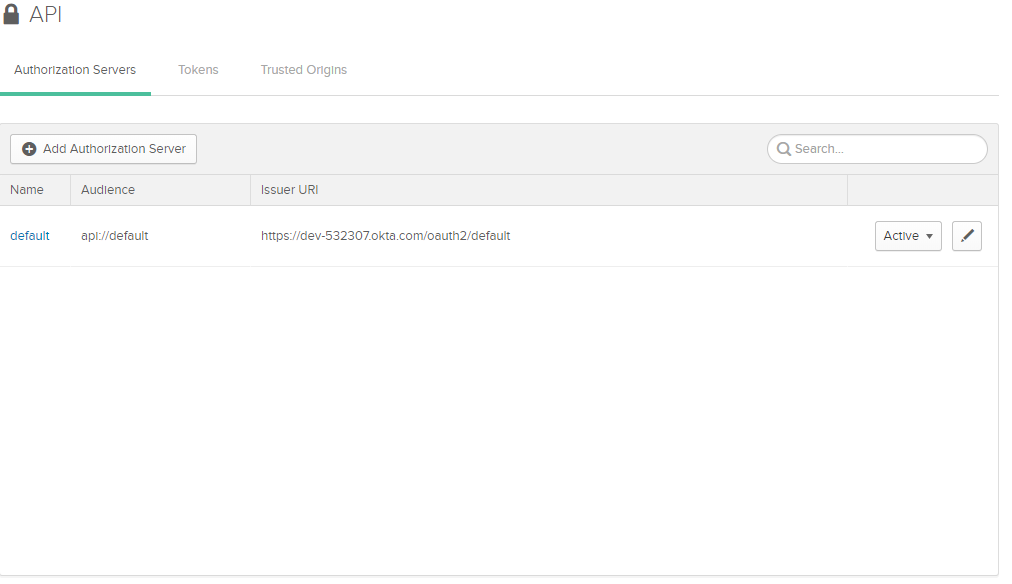 API
Authorization Servers Tokens Trusted Origins
Add Authorization Server Search...
Name Audience Issuer URI
default api://default https://dev-532307.okta.com/oauth2/default Active